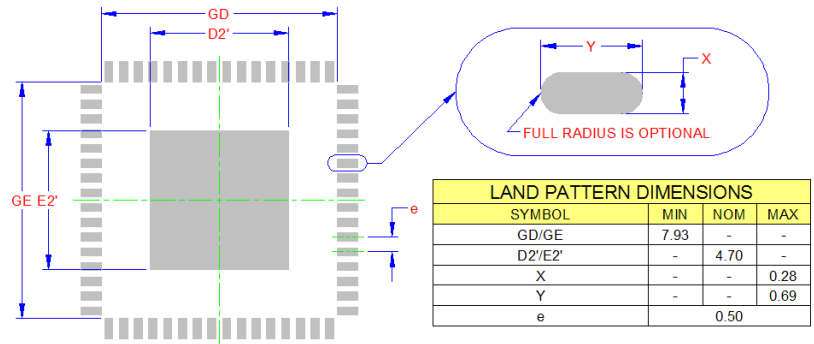 GD
D2'
GE E2'
e
Y
X
FULL RADIUS IS OPTIONAL
LAND PATTERN DIMENSIONS
SYMBOL MIN NOM MAX
GD/GE 7.93 - -
D2'/E2' - 4.70 -
X - - 0.28
Y - - 0.69
e 0.50